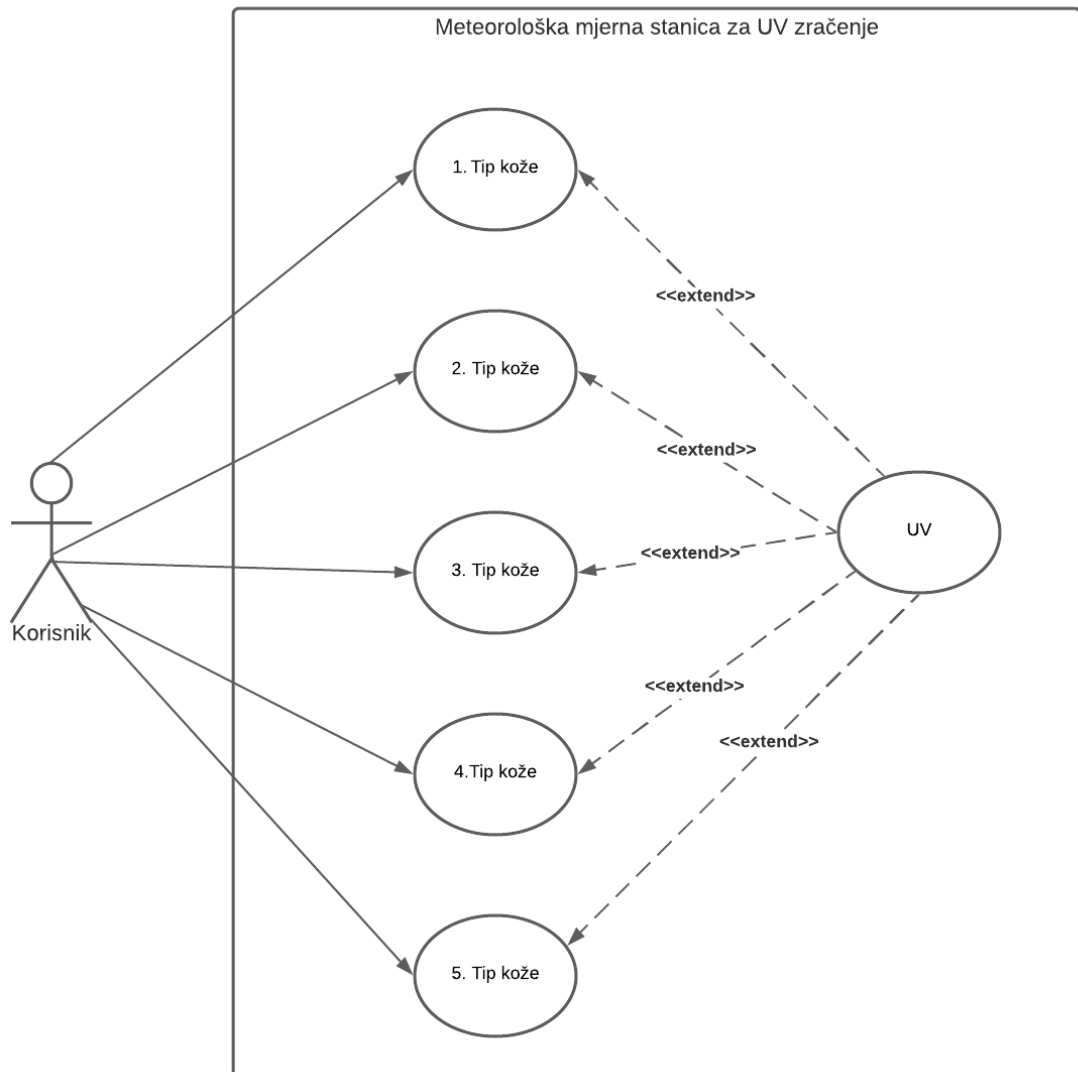 Meteorološka mjerna stanica za UV zračenje
1. Tip kože
<<extend>>
2. Tip kože
<<extend>>
UV
3. Tip kože
<<extend>>
Korisnik
<<extend>>
4.Tip kože
<<extend>>
5. Tip kože